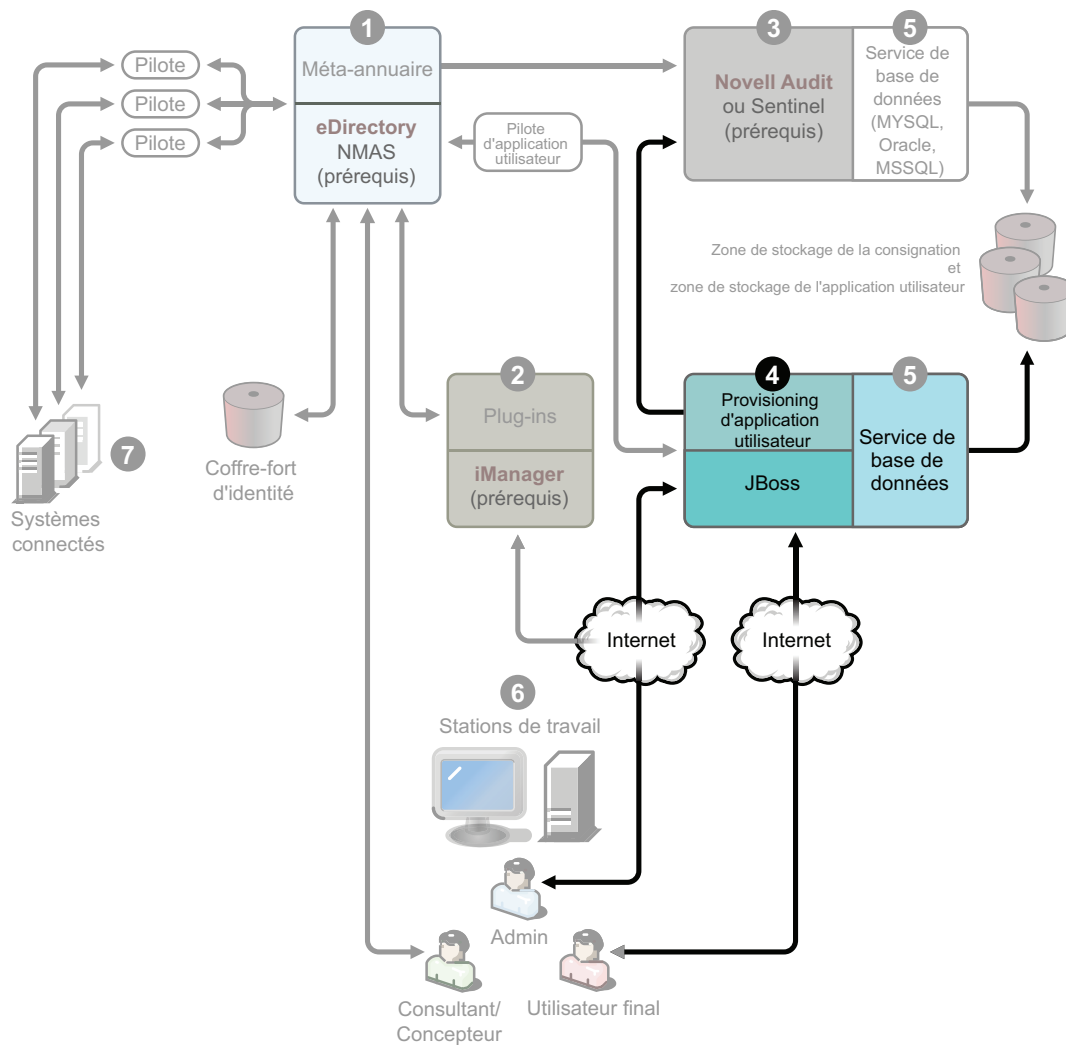 1
3
5
Pilote
Pilote
Pilote
Méta-annuaire
eDirectory
NMAS
(prérequis)
Pilote
d'application
utilisateur
Novell Audit
ou Sentinel
(prérequis)
Service de
base de
données
(MYSQL,
Oracle,
MSSQL)
Zone de stockage de la consignation
et
zone de stockage de l'application utilisateur
2
Plug-ins
iManager
(prérequis)
4
5
Provisioning
d'application
utilisateur
JBoss
Service de
base de
données
7
Systèmes
connectés
Coffre-fort
d'identité
Internet
Internet
6
Stations de travail
Admin
Consultant/
Concepteur
Utilisateur final